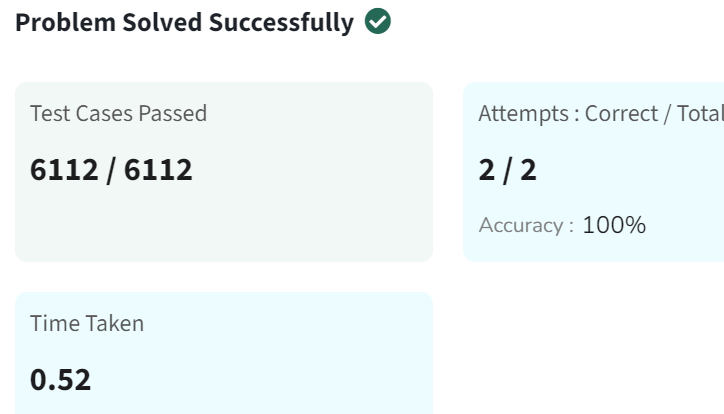 Problem Solved Successfully
Test Cases Passed
6112 / 6112
Attempts : Correct / Total
2 / 2
Accuracy : 100%
Time Taken
0.52